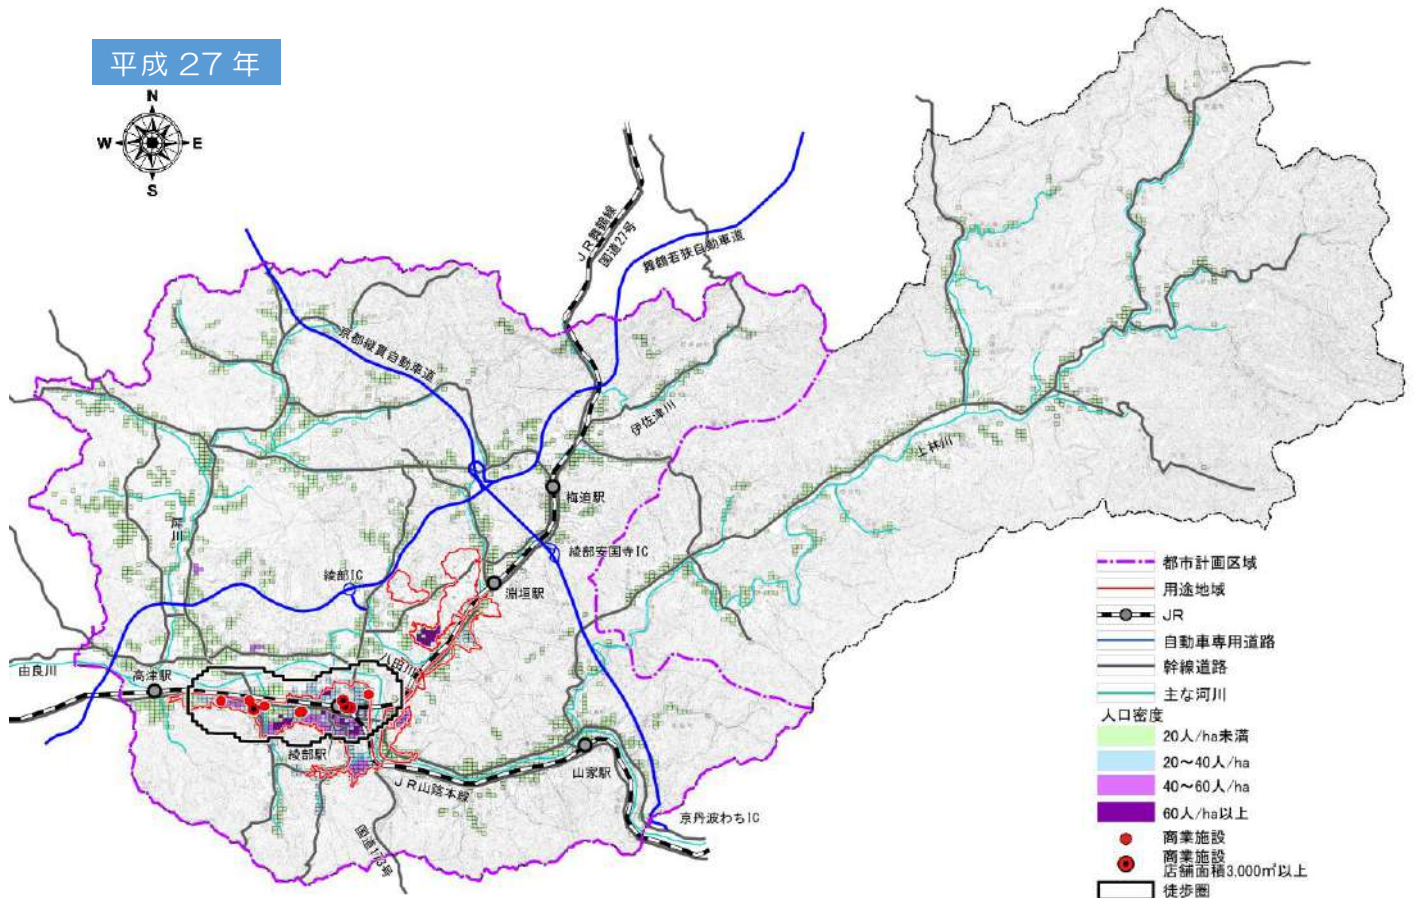 平成 27 年
N
W
E
S
JR舞鶴線
国道27号
舞鶴若狭自動車道
京都縦貫自動車道
伊佐津川
上林川
梅迫駅
綾部安国寺IC
綾部IC
淵垣駅
八田川
由良川
高津駅
綾部駅
JR山陰本線
山家駅
京丹波わちIC
国道173号
都市計画区域
用途地域
JR
自動車専用道路
幹線道路
主な河川
人口密度
20人/ha未満
20～40人/ha
40～60人/ha
60人/ha以上
商業施設
商業施設
店舗面積3,000㎡以上
徒歩圏